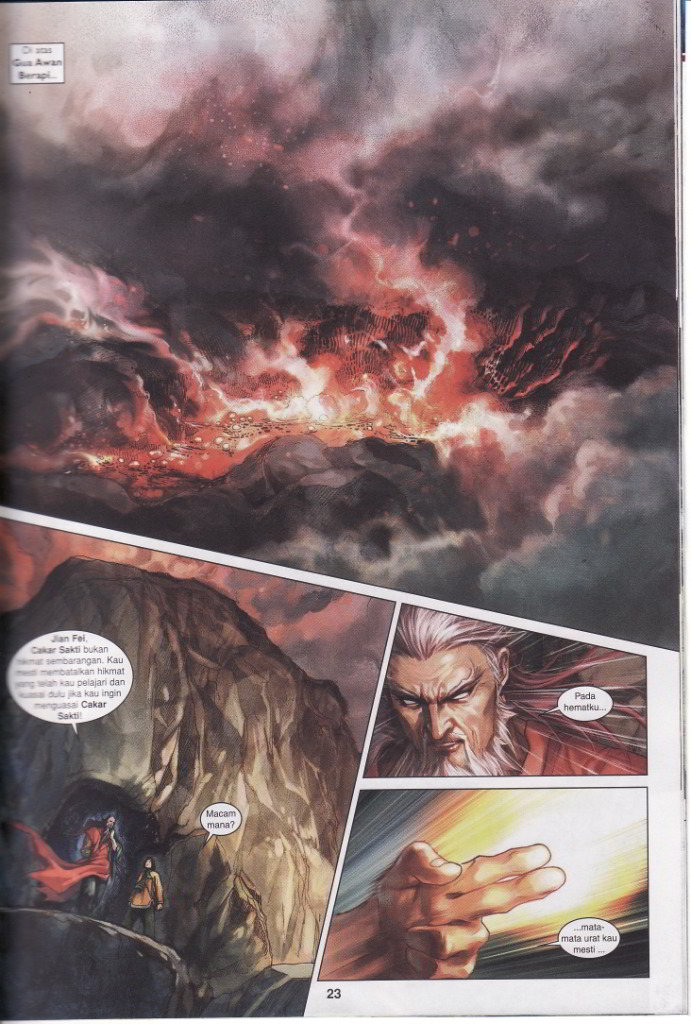 Di atas
Gua Awan
Berapi...
Jian Fei,
Cakar Sakti bukan
hikmat sembarangan. Kau
mesti membatalkan hikmat
yang telah kau pelajari dan
kuasai dulu jika kau ingin
menguasai Cakar
Sakti!
Macam
mana?
Pada
hematku...
...mata-
mata urat kau
mesti ...
23